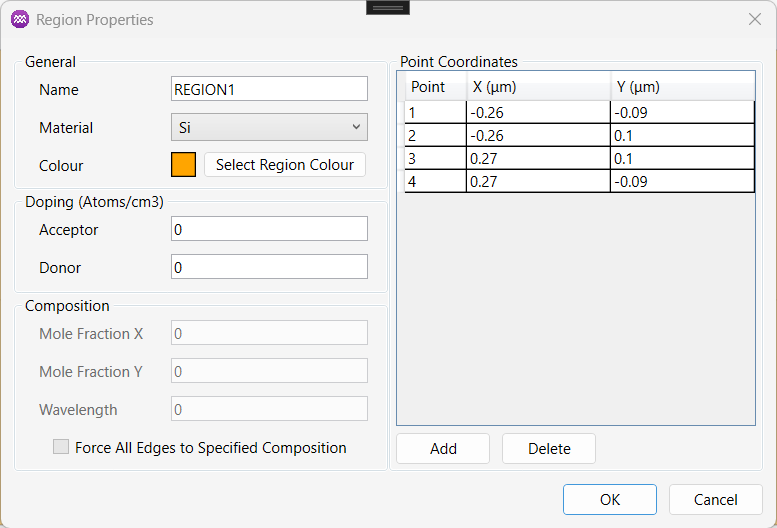 Region Properties
General
Name REGION1
Material Si
Colour Select Region Colour
Doping (Atoms/cm3)
Acceptor 0
Donor 0
Composition
Mole Fraction X 0
Mole Fraction Y 0
Wavelength 0
Force All Edges to Specified Composition
Point Coordinates
Point X (μm) Y (μm)
1 -0.26 -0.09
2 -0.26 0.1
3 0.27 0.1
4 0.27 -0.09
Add Delete
OK Cancel